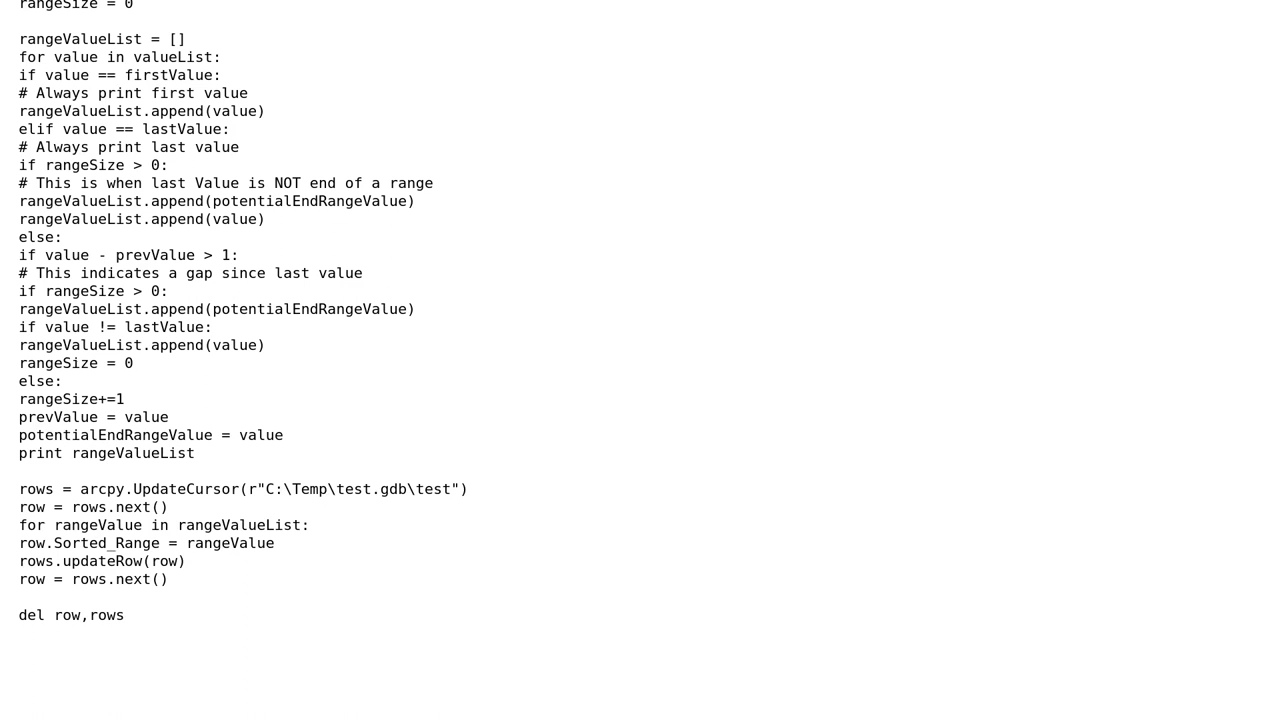 rangeSize = 0
rangeValueList = []
for value in valueList:
if value == firstValue:
# Always print first value
rangeValueList.append(value)
elif value == lastValue:
# Always print last value
if rangeSize > 0:
# This is when last Value is NOT end of a range
rangeValueList.append(potentialEndRangeValue)
rangeValueList.append(value)
else:
if value - prevValue > 1:
# This indicates a gap since last value
if rangeSize > 0:
rangeValueList.append(potentialEndRangeValue)
if value != lastValue:
rangeValueList.append(value)
rangeSize = 0
else:
rangeSize+=1
prevValue = value
potentialEndRangeValue = value
print rangeValueList
rows = arcpy.UpdateCursor(r"C:\Temp\test.gdb\test")
row = rows.next()
for rangeValue in rangeValueList:
row.Sorted_Range = rangeValue
rows.updateRow(row)
row = rows.next()
del row,rows